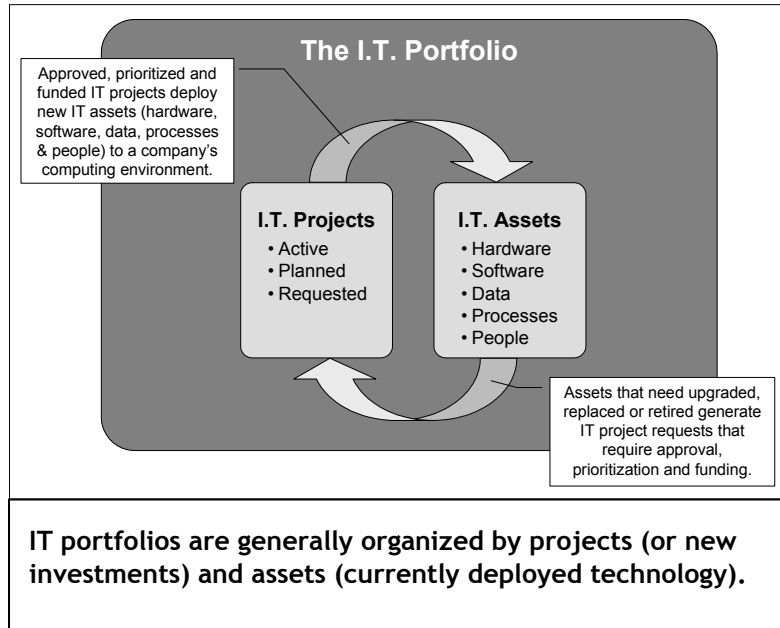 The I.T. Portfolio
Approved, prioritized and
funded IT projects deploy
new IT assets (hardware,
software, data, processes
& people) to a company's
computing environment.
I.T. Projects
• Active
• Planned
• Requested
I.T. Assets
• Hardware
• Software
• Data
• Processes
• People
Assets that need upgraded,
replaced or retired generate
IT project requests that
require approval,
prioritization and funding.
IT portfolios are generally organized by projects (or new
investments) and assets (currently deployed technology).